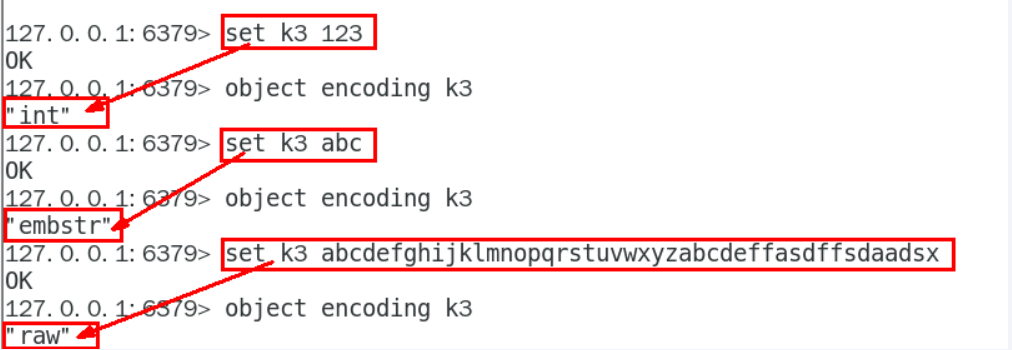 127.0.0.1:6379> set k3 123
OK
127.0.0.1:6379> object encoding k3
"int"
127.0.0.1:6379> set k3 abc
OK
127.0.0.1:6379> object encoding k3
"embstr"
127.0.0.1:6379> set k3 abcdefghijklmnopqrstuvwxyzabcdeffasdffsdaadsx
OK
127.0.0.1:6379> object encoding k3
"raw"